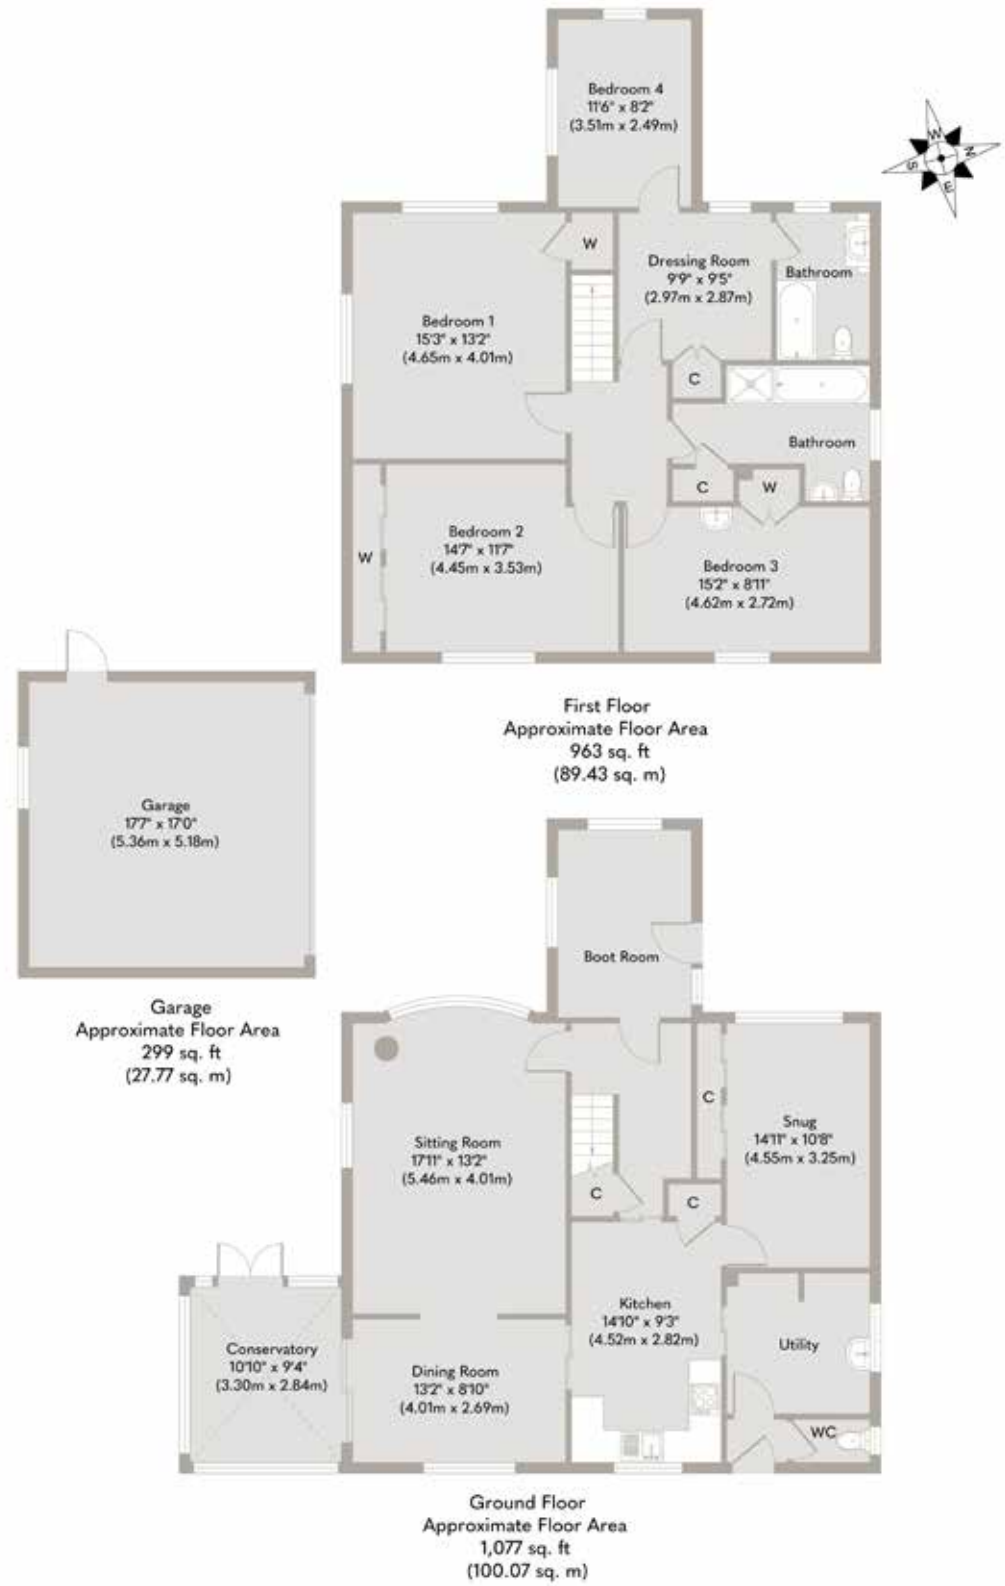 Bedroom 4
11'6" x 8'2"
(3.51m x 2.49m)
W
N
S
E
W
Dressing Room
9'9" x 9'5"
(2.97m x 2.87m)
Bathroom
Bedroom 1
15'3" x 13'2"
(4.65m x 4.01m)
C
Bathroom
C
W
W
Bedroom 2
14'7" x 11'7"
(4.45m x 3.53m)
Bedroom 3
15'2" x 8'11"
(4.62m x 2.72m)
First Floor
Approximate Floor Area
963 sq. ft
(89.43 sq. m)
Garage
17'7" x 17'0"
(5.36m x 5.18m)
Garage
Approximate Floor Area
299 sq. ft
(27.77 sq. m)
Boot Room
C
Snug
14'11" x 10'8"
(4.55m x 3.25m)
Sitting Room
17'11" x 13'2"
(5.46m x 4.01m)
C
C
Kitchen
14'10" x 9'3"
(4.52m x 2.82m)
Utility
Conservatory
10'10" x 9'4"
(3.30m x 2.84m)
Dining Room
13'2" x 8'10"
(4.01m x 2.69m)
WC
Ground Floor
Approximate Floor Area
1,077 sq. ft
(100.07 sq. m)